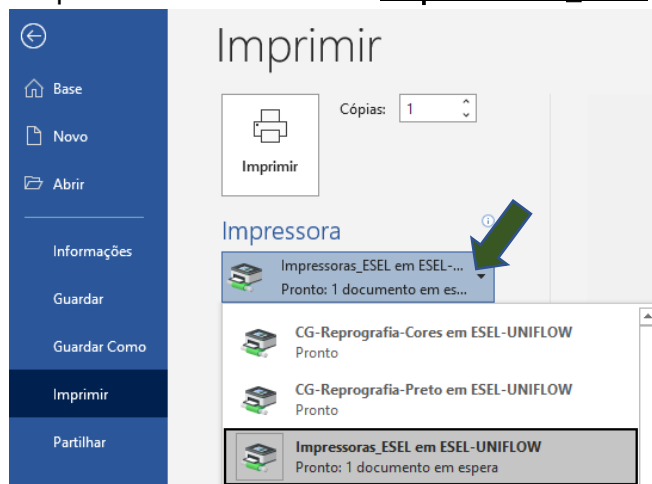 Imprimir
Base
Novo
Abrir
Informações
Guardar
Guardar Como
Imprimir
Partilhar
Cópias: 1
Imprimir
Impressora
Impressoras_ESEL em ESEL-...
Pronto: 1 documento em es...
CG-Reprografia-Cores em ESEL-UNIFLOW
Pronto
CG-Reprografia-Preto em ESEL-UNIFLOW
Pronto
Impressoras_ESEL em ESEL-UNIFLOW
Pronto: 1 documento em espera